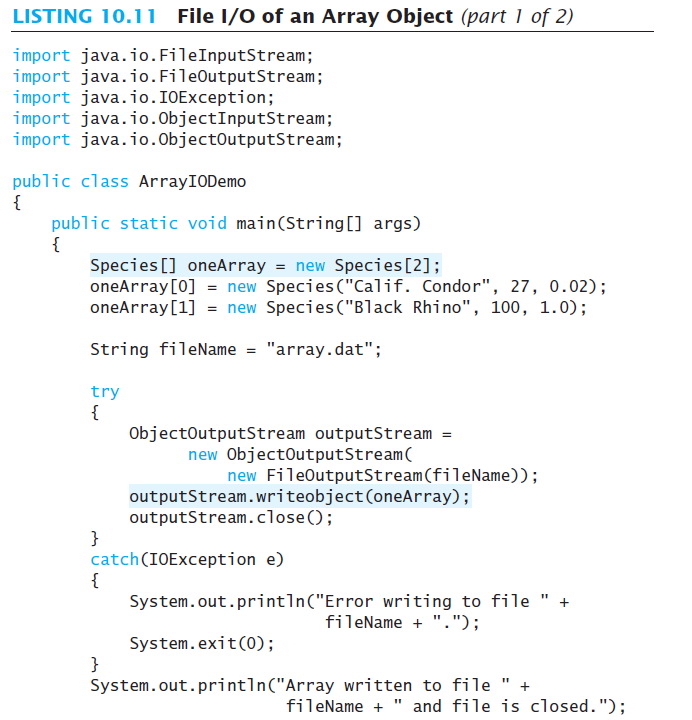 LISTING 10.11 File I/O of an Array Object (part 1 of 2)
import java.io.FileInputStream;
import java.io.FileOutputStream;
import java.io.IOException;
import java.io.ObjectInputStream;
import java.io.ObjectOutputStream;
public class ArrayIODemo
{
    public static void main(String[] args)
    {
        Species[] oneArray = new Species[2];
        oneArray[0] = new Species("Calif. Condor", 27, 0.02);
        oneArray[1] = new Species("Black Rhino", 100, 1.0);
        String fileName = "array.dat";
        try
        {
            ObjectOutputStream outputStream =
                  new ObjectOutputStream(
                      new FileOutputStream(fileName));
            outputStream.writeobject(oneArray);
            outputStream.close();
        }
        catch(IOException e)
        {
            System.out.println("Error writing to file " +
                                fileName + ".");
            System.exit(0);
        }
        System.out.println("Array written to file " +
                            fileName + " and file is closed.");